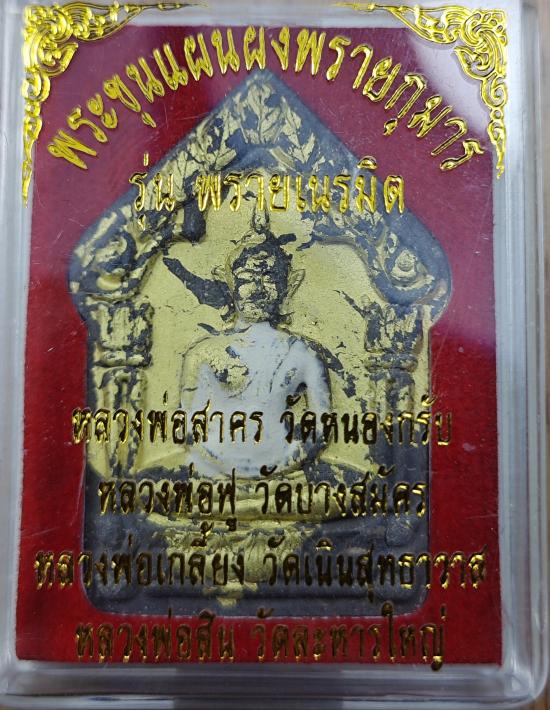 พระขุนแผนผงพรายกุมาร
รุ่น พรายเนรมิต
หลวงพ่อสาคร วัดหนองกรับ
หลวงพ่อฟู วัดบางสมัคร
หลวงพ่อเกลี้ยง วัดเนินสุทธาวาส
หลวงพ่อสิน วัดละหารใหญ่